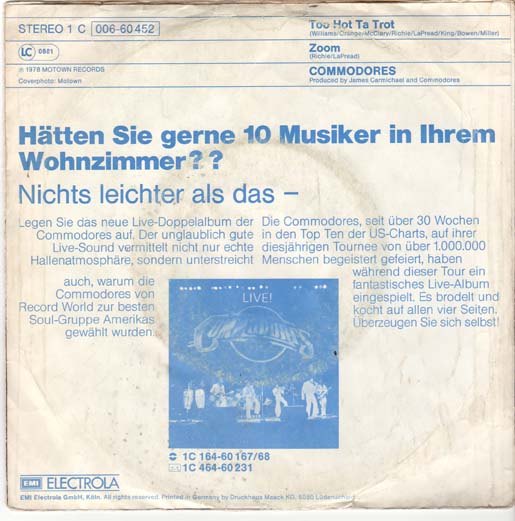 STEREO 1 C 006-60 452
LC 0881
℗ 1978 MOTOWN RECORDS
Coverphoto: Motown
Too Hot Ta Trot
(Williams/Orange/McClary/Richie/LaPread/King/Bowen/Miller)
Zoom
(Richie/LaPread)
COMMODORES
Produced by James Carmichael and Commodores
Hätten Sie gerne 10 Musiker in Ihrem
Wohnzimmer??
Nichts leichter als das –
Legen Sie das neue Live-Doppelalbum der
Commodores auf. Der unglaublich gute
Live-Sound vermittelt nicht nur echte
Hallenatmosphäre, sondern unterstreicht
auch, warum die
Commodores von
Record World zur besten
Soul-Gruppe Amerikas
gewählt wurden.
Die Commodores, seit über 30 Wochen
in den Top Ten der US-Charts, auf ihrer
diesjährigen Tournee von über 1.000.000
Menschen begeistert gefeiert, haben
während dieser Tour ein
fantastisches Live-Album
eingespielt. Es brodelt und
kocht auf allen vier Seiten.
Überzeugen Sie sich selbst!
LIVE!
Commodores
1C 164-60 167/68
1C 464-60 231
EMI ELECTROLA
EMI Electrola GmbH, Köln. All rights reserved. Printed in Germany by Druckhaus Maack KG, 5880 Lüdenscheid